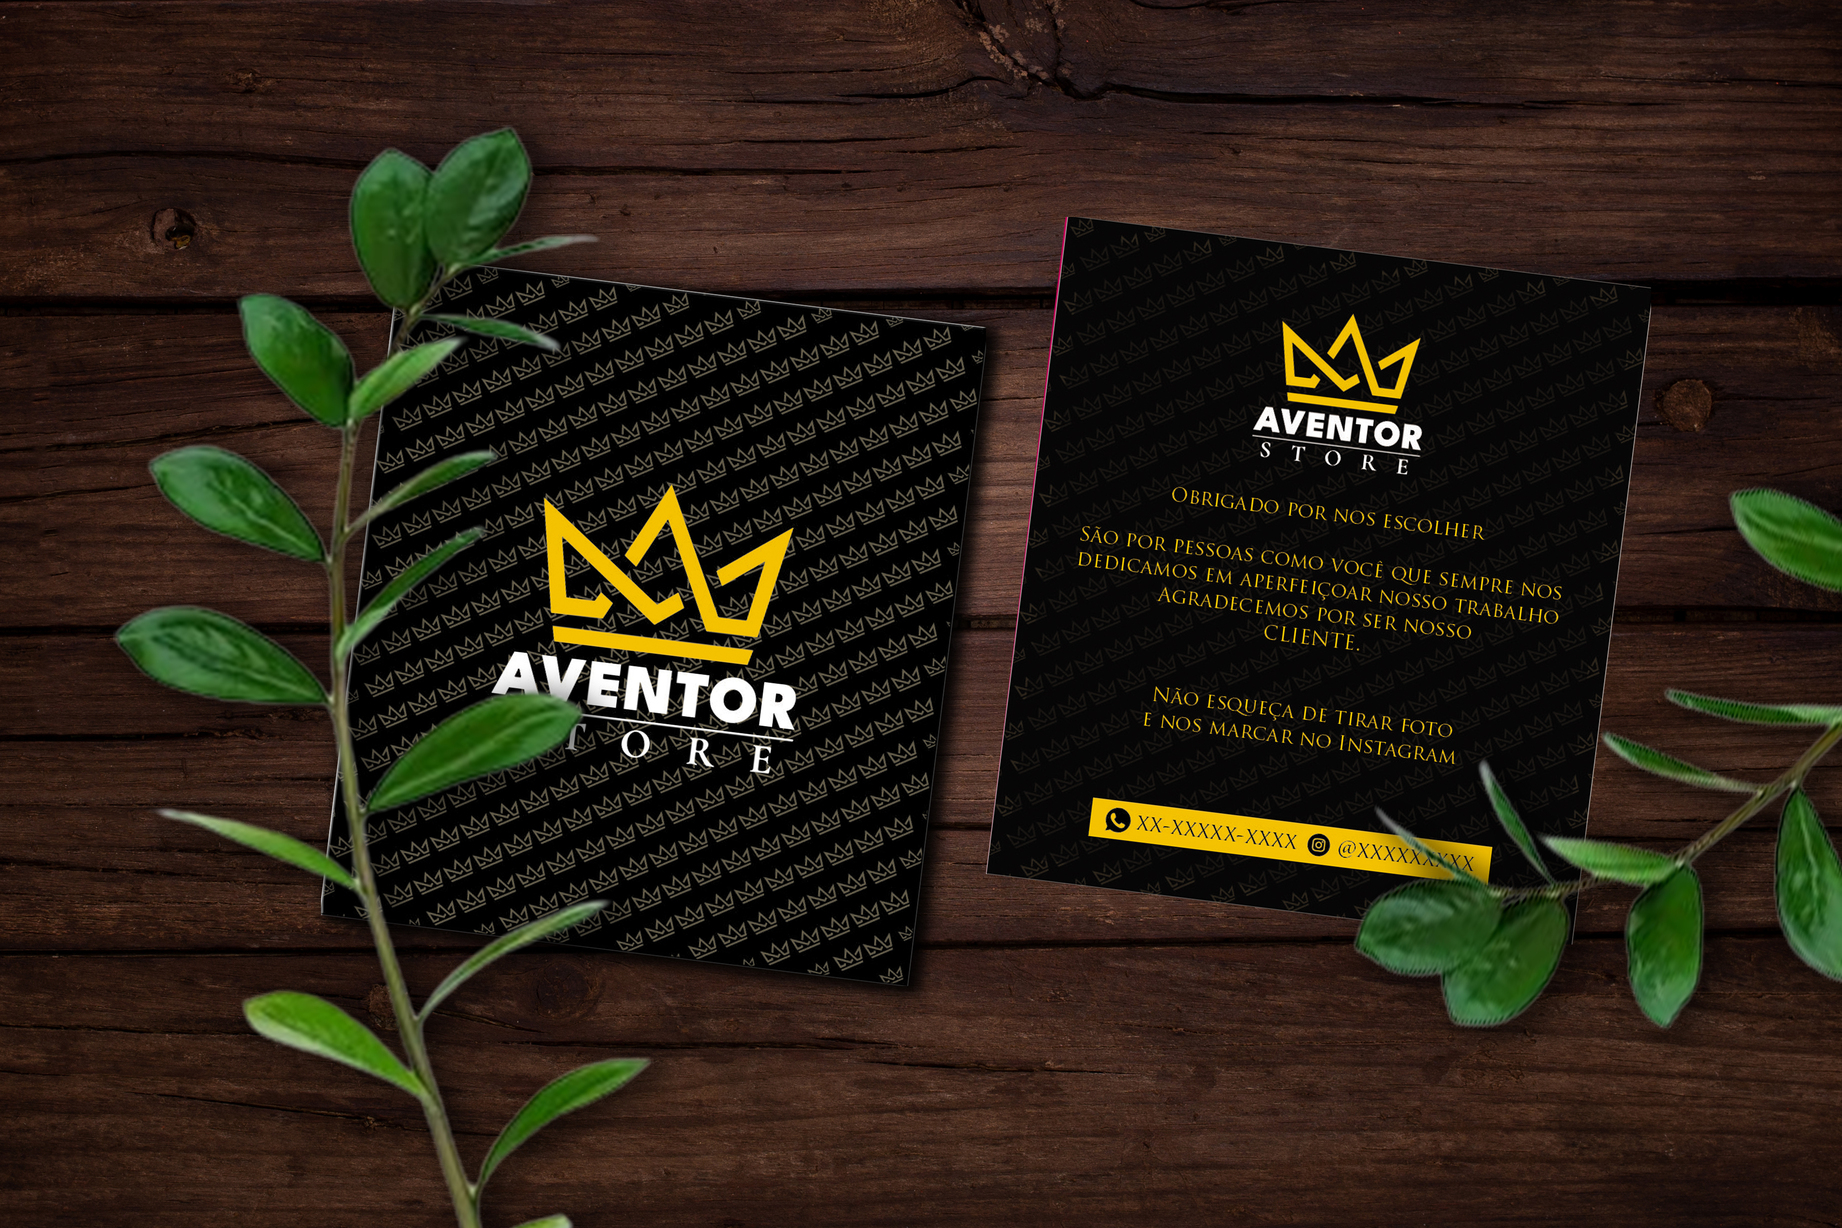 AVENTOR
TORE
AVENTOR
STORE
Obrigado por nos escolher
São por pessoas como você que sempre nos
dedicamos em aperfeiçoar nosso trabalho
Agradecemos por ser nosso
cliente.
Não esqueça de tirar foto
e nos marcar no Instagram
XX-XXXXX-XXXX @XXXXXXXXX